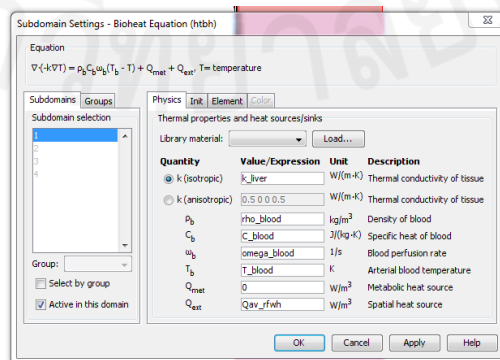 Subdomain Settings - Bioheat Equation (htbh)
Equation
∇·(-k∇T) = ρbCbωb(Tb - T) + Qmet + Qext, T= temperature
Subdomains Groups
Subdomain selection
1
2
3
4
Group:
Select by group
Active in this domain
Physics Init Element Color
Thermal properties and heat sources/sinks
Library material: Load...
Quantity Value/Expression Unit Description
k (isotropic) k_liver W/(m·K) Thermal conductivity of tissue
k (anisotropic) 0.5 0 0 0.5 W/(m·K) Thermal conductivity of tissue
ρb rho_blood kg/m³ Density of blood
Cb C_blood J/(kg·K) Specific heat of blood
ωb omega_blood 1/s Blood perfusion rate
Tb T_blood K Arterial blood temperature
Qmet 0 W/m³ Metabolic heat source
Qext Qav_rfwh W/m³ Spatial heat source
OK Cancel Apply Help